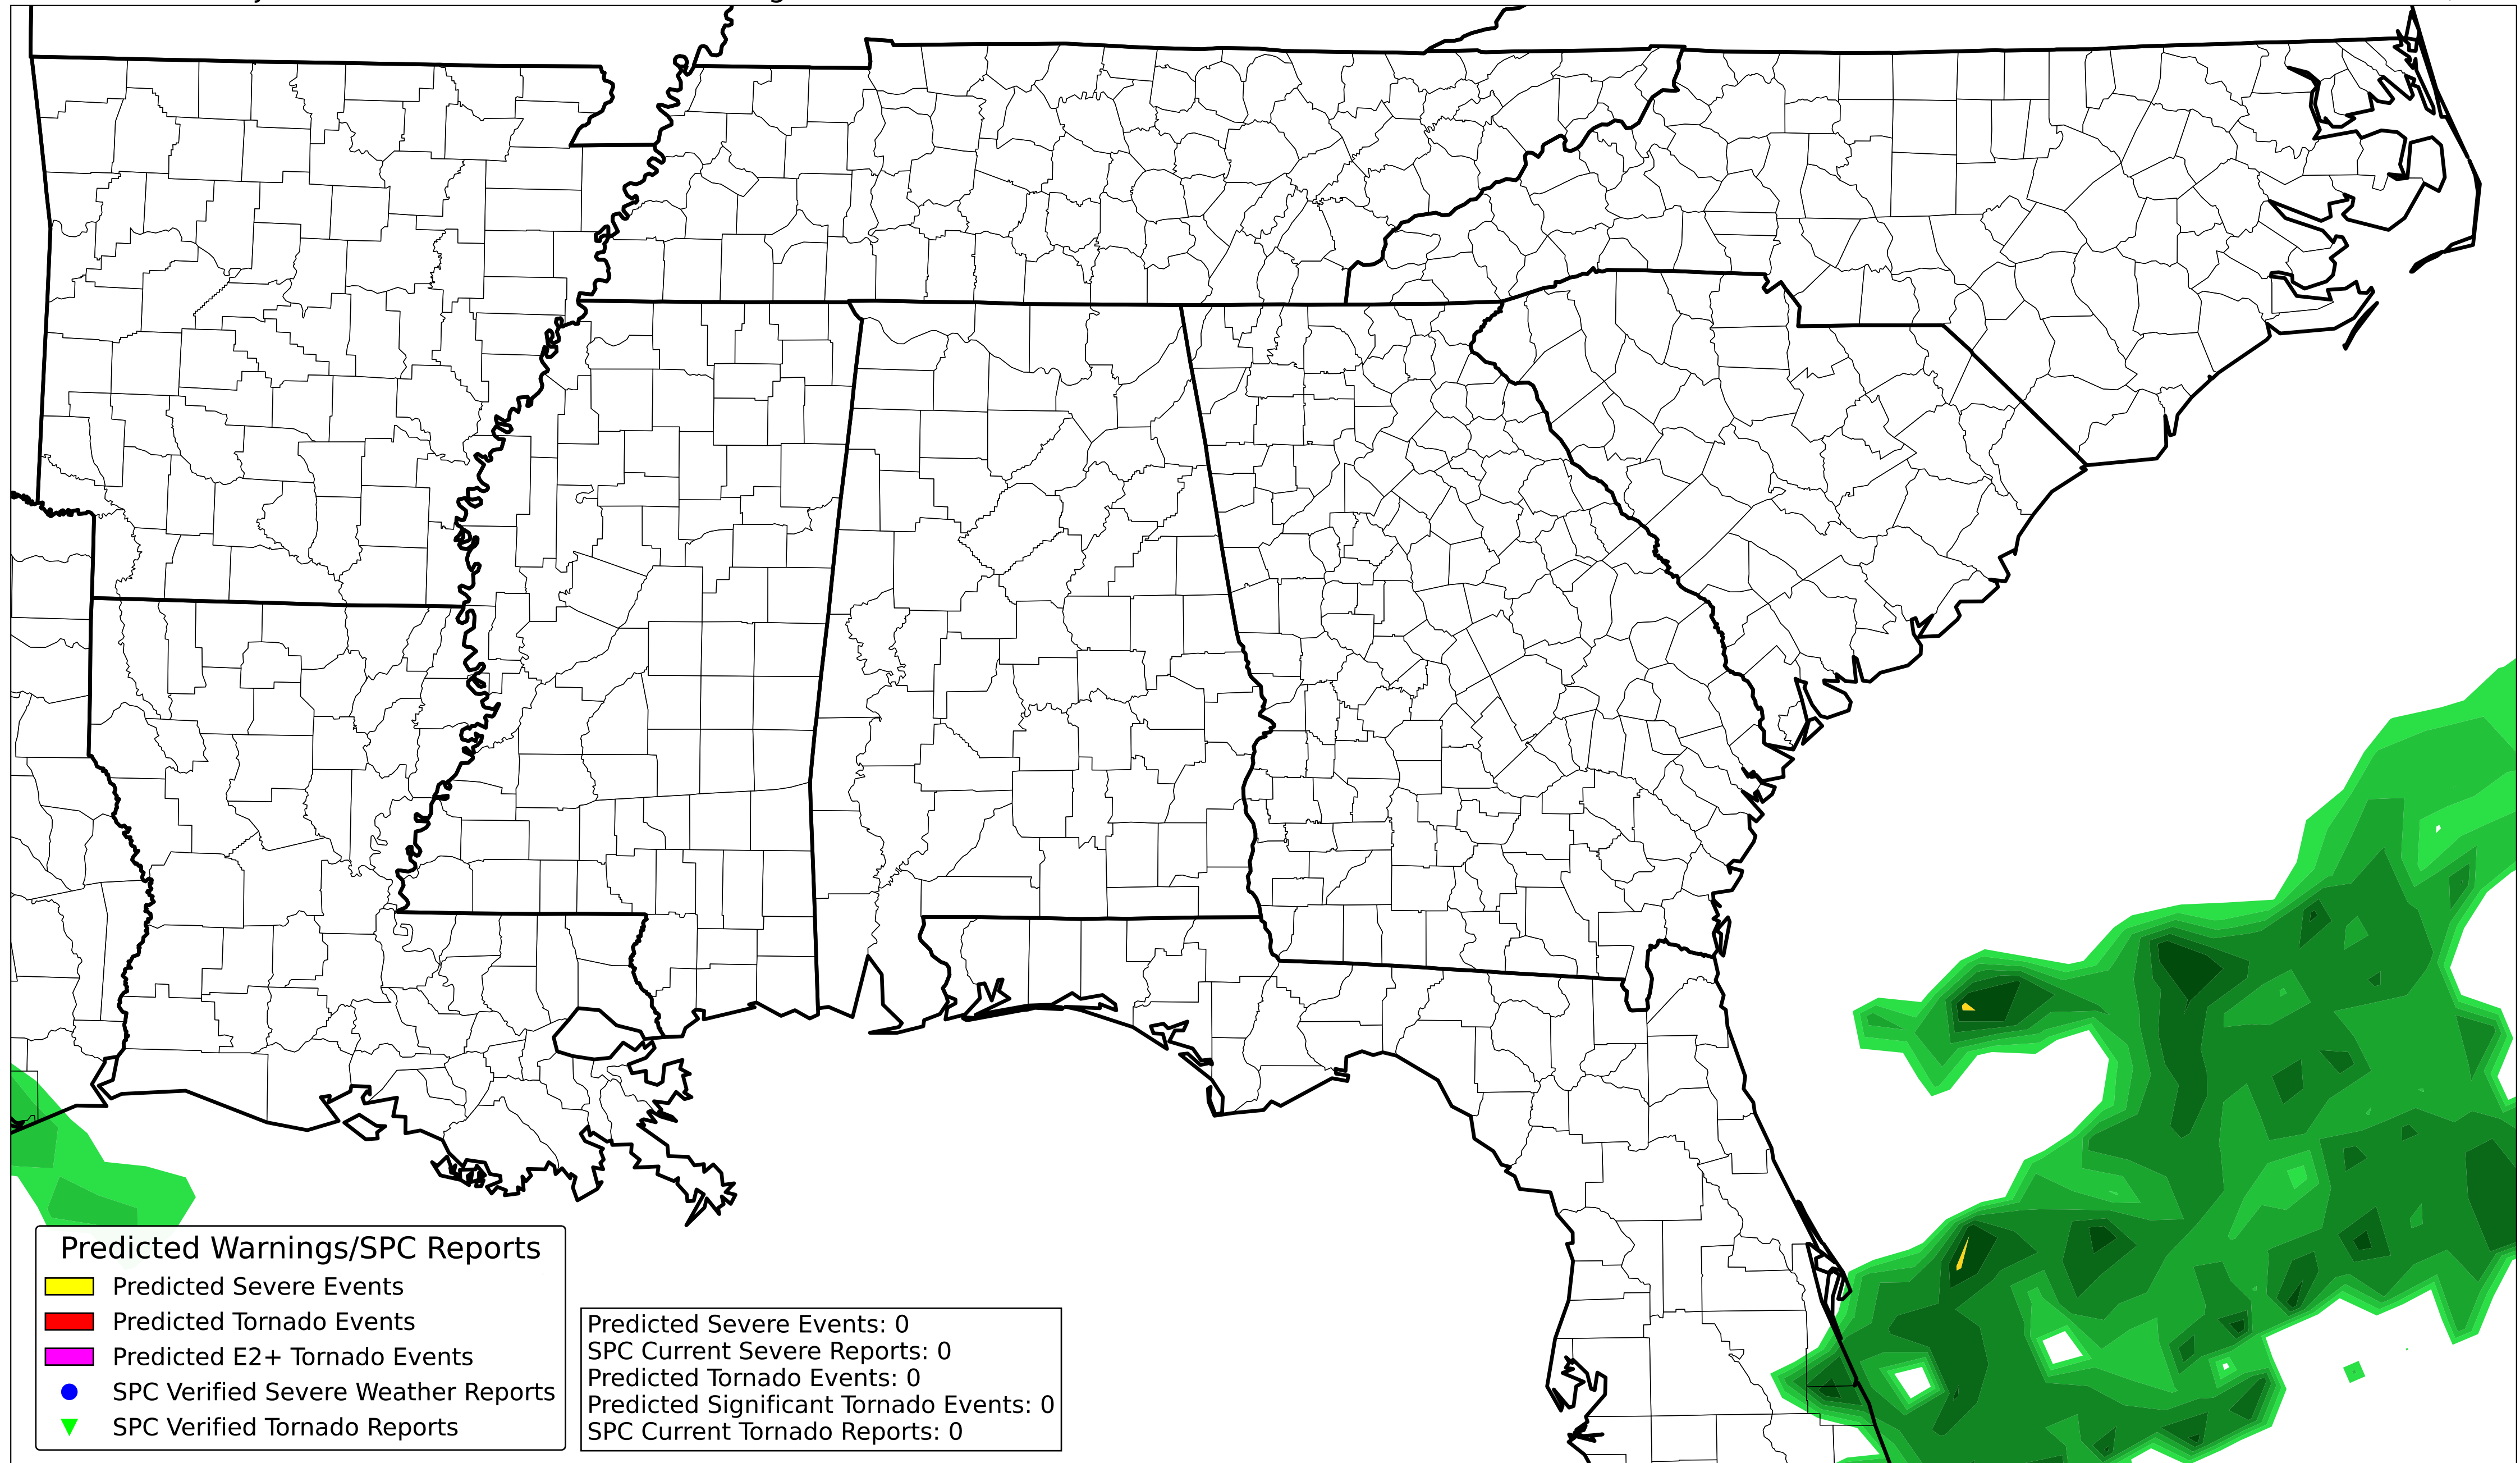 Predicted Warnings/SPC Reports
Predicted Severe Events
Predicted Tornado Events
Predicted E2+ Tornado Events
SPC Verified Severe Weather Reports
SPC Verified Tornado Reports
Predicted Severe Events: 0
SPC Current Severe Reports: 0
Predicted Tornado Events: 0
Predicted Significant Tornado Events: 0
SPC Current Tornado Reports: 0